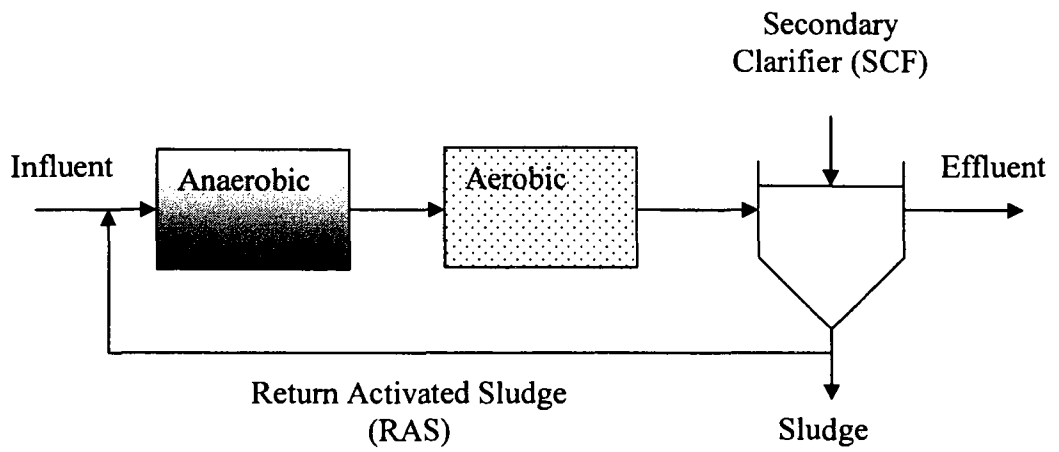 Secondary
Clarifier (SCF)
Influent
Anaerobic
Aerobic
Effluent
Return Activated Sludge
(RAS)
Sludge